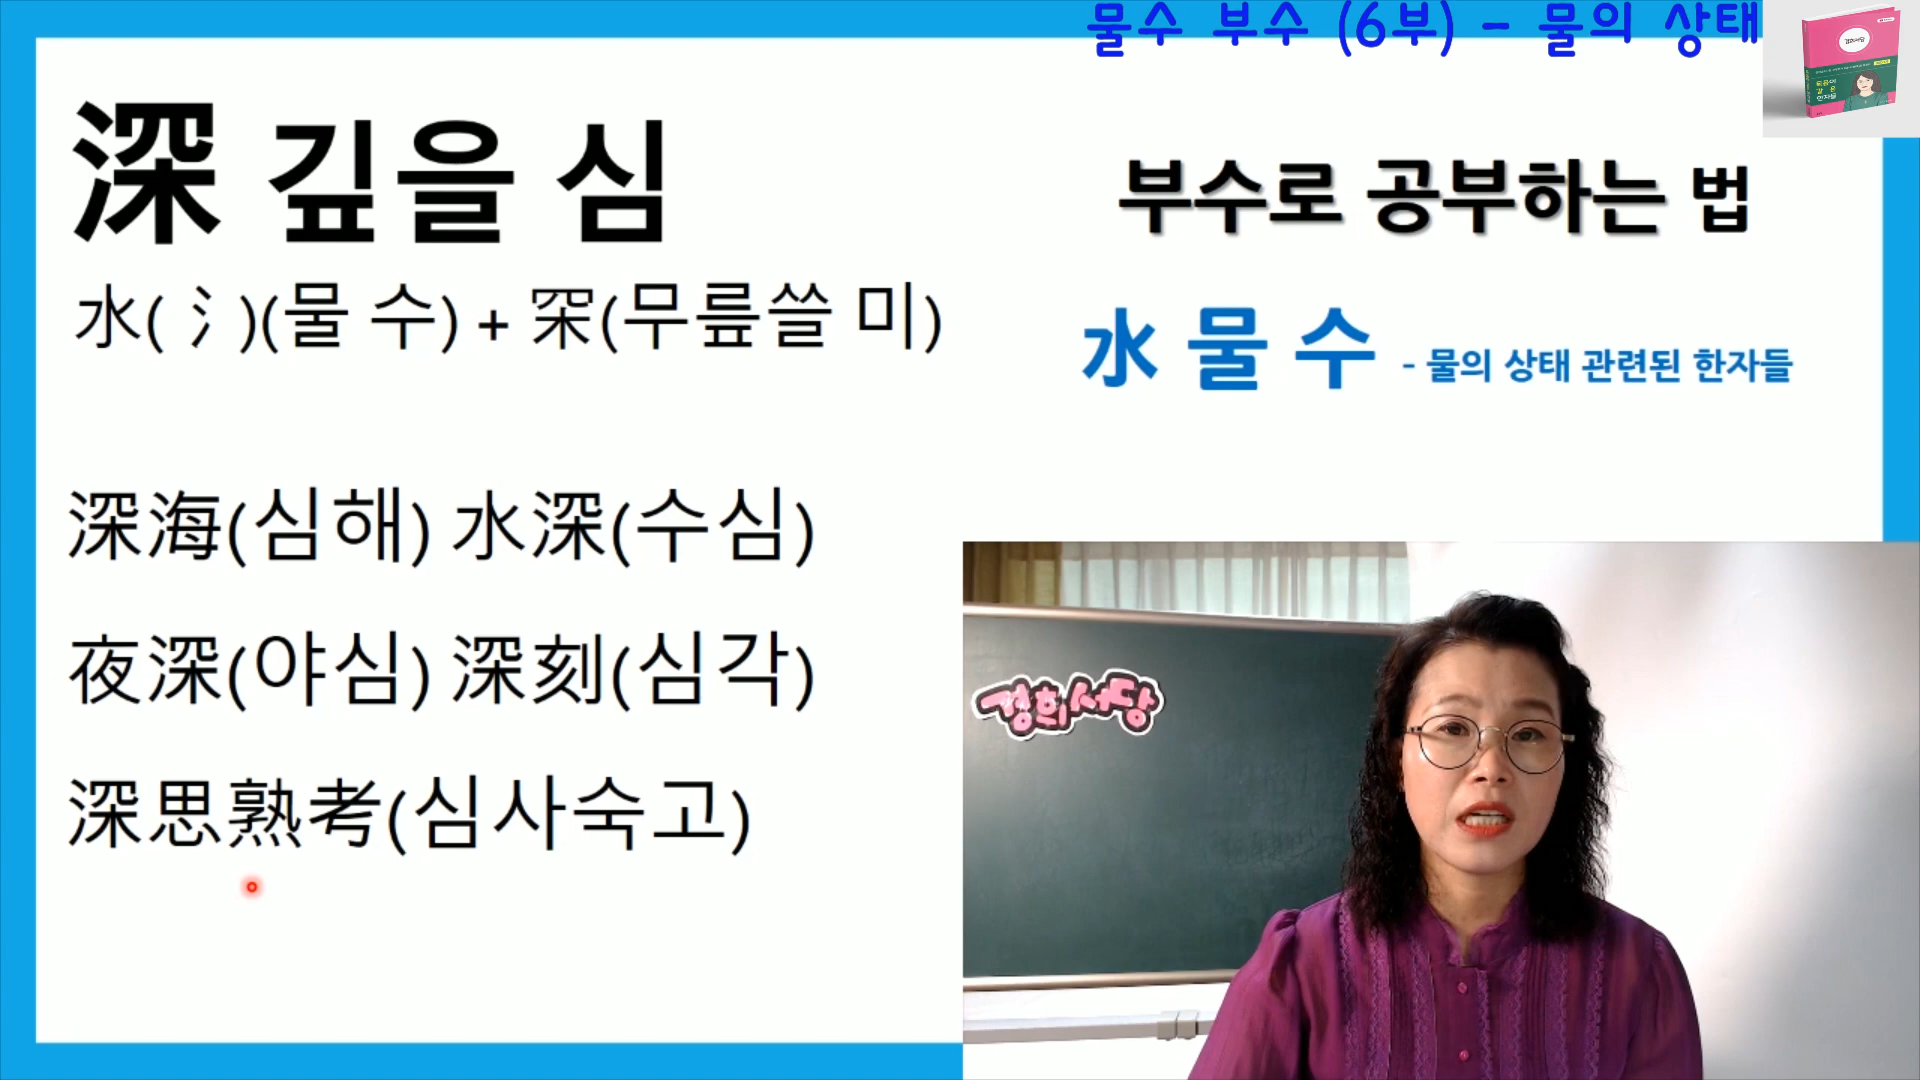 물수 부수 (6부) - 물의 상태
深 깊을 심
水(氵)(물 수) + 罙(무릎쓸 미)
深海(심해) 水深(수심)
夜深(야심) 深刻(심각)
深思熟考(심사숙고)
부수로 공부하는 법
水 물 수 - 물의 상태 관련된 한자들
경희서당